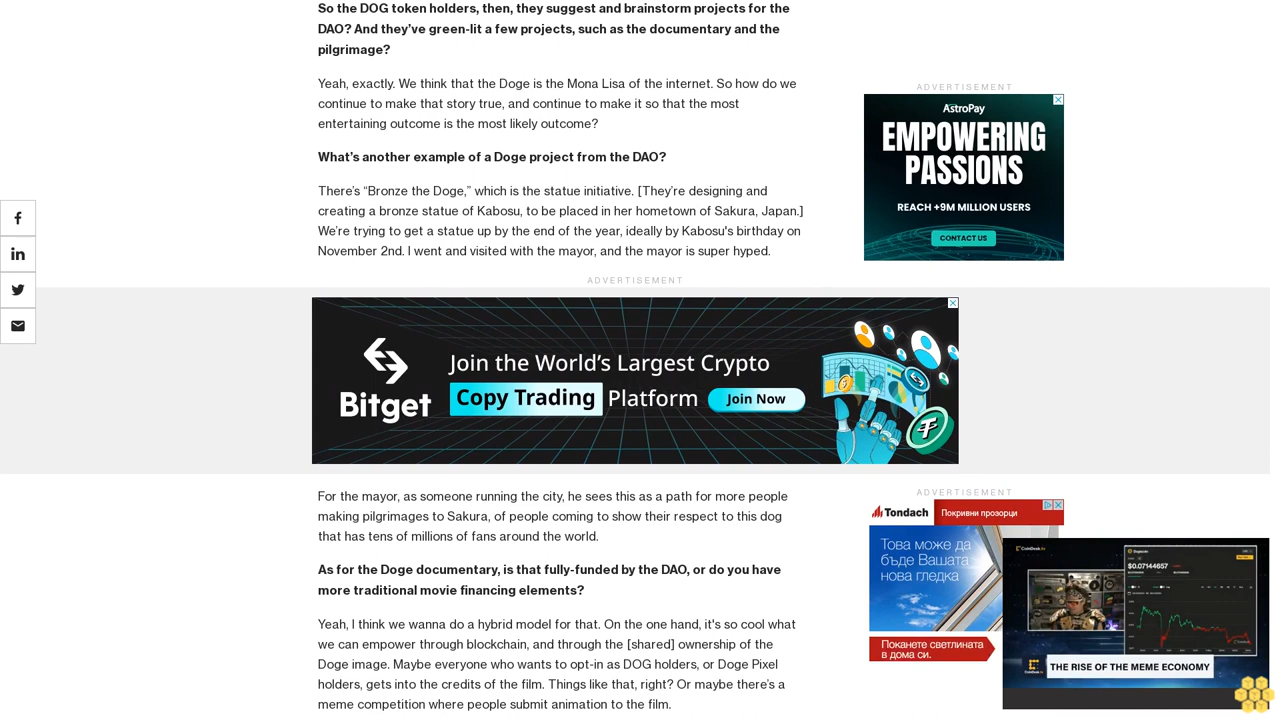 So the DOG token holders, then, they suggest and brainstorm projects for the
DAO? And they’ve green-lit a few projects, such as the documentary and the
pilgrimage?
Yeah, exactly. We think that the Doge is the Mona Lisa of the internet. So how do we
continue to make that story true, and continue to make it so that the most
entertaining outcome is the most likely outcome?
What’s another example of a Doge project from the DAO?
There’s “Bronze the Doge,” which is the statue initiative. [They’re designing and
creating a bronze statue of Kabosu, to be placed in her hometown of Sakura, Japan.]
We’re trying to get a statue up by the end of the year, ideally by Kabosu's birthday on
November 2nd. I went and visited with the mayor, and the mayor is super hyped.
ADVERTISEMENT
AstroPay
EMPOWERING
PASSIONS
REACH +9M MILLION USERS
CONTACT US
ADVERTISEMENT
Bitget
Join the World’s Largest Crypto
Copy Trading Platform
Join Now
For the mayor, as someone running the city, he sees this as a path for more people
making pilgrimages to Sakura, of people coming to show their respect to this dog
that has tens of millions of fans around the world.
As for the Doge documentary, is that fully-funded by the DAO, or do you have
more traditional movie financing elements?
Yeah, I think we wanna do a hybrid model for that. On the one hand, it's so cool what
we can empower through blockchain, and through the [shared] ownership of the
Doge image. Maybe everyone who wants to opt-in as DOG holders, or Doge Pixel
holders, gets into the credits of the film. Things like that, right? Or maybe there’s a
meme competition where people submit animation to the film.
ADVERTISEMENT
Tondach
Покривни прозорци
Това може да
бъде Вашата
нова гледка
Поканете светлината
в дома си.
CoinDesk.tv
Dogecoin
$0.07144657
THE RISE OF THE MEME ECONOMY